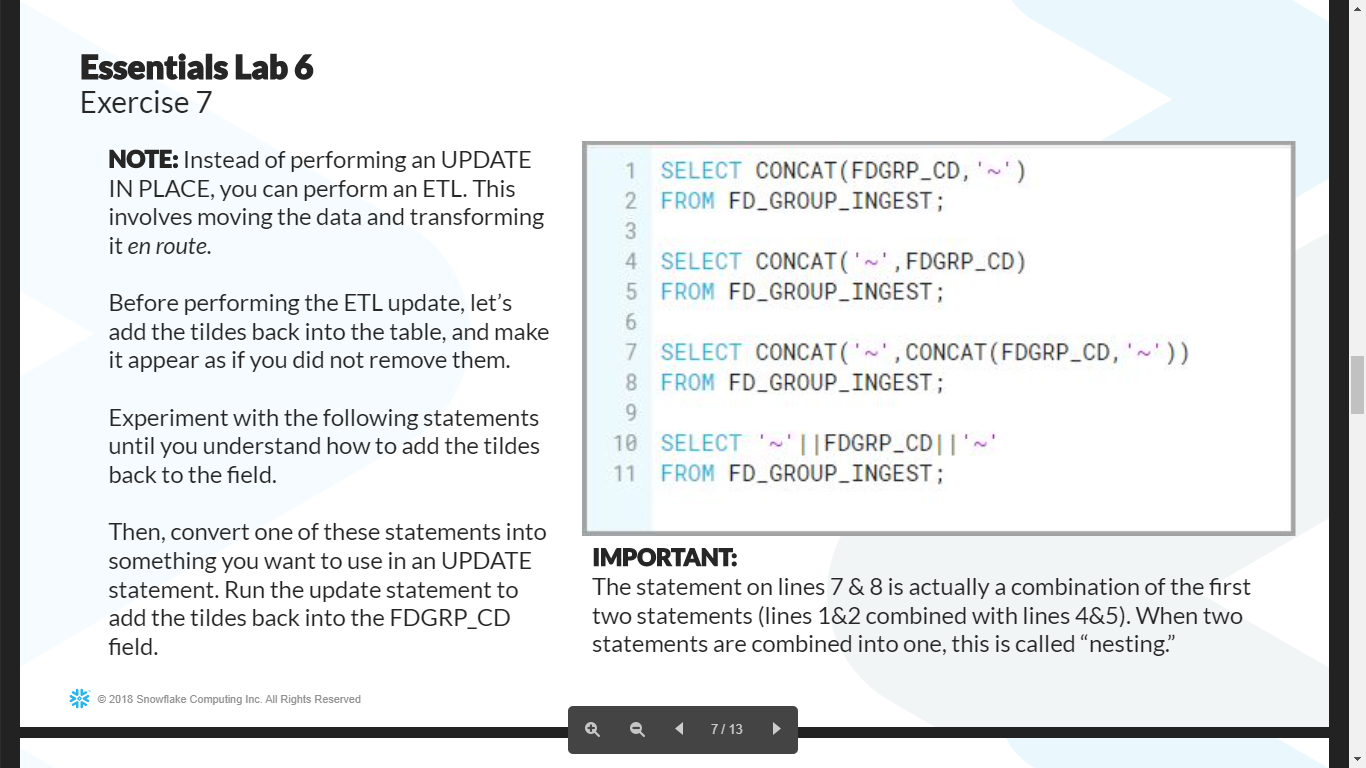 Essentials Lab 6
Exercise 7
NOTE: Instead of performing an UPDATE
IN PLACE, you can perform an ETL. This
involves moving the data and transforming
it en route.
Before performing the ETL update, let’s
add the tildes back into the table, and make
it appear as if you did not remove them.
Experiment with the following statements
until you understand how to add the tildes
back to the field.
Then, convert one of these statements into
something you want to use in an UPDATE
statement. Run the update statement to
add the tildes back into the FDGRP_CD
field.
1 SELECT CONCAT(FDGRP_CD,'~')
2 FROM FD_GROUP_INGEST;
3
4 SELECT CONCAT('~',FDGRP_CD)
5 FROM FD_GROUP_INGEST;
6
7 SELECT CONCAT('~',CONCAT(FDGRP_CD,'~'))
8 FROM FD_GROUP_INGEST;
9
10 SELECT '~'||FDGRP_CD||'~'
11 FROM FD_GROUP_INGEST;
IMPORTANT:
The statement on lines 7 & 8 is actually a combination of the first
two statements (lines 1&2 combined with lines 4&5). When two
statements are combined into one, this is called “nesting.”
© 2018 Snowflake Computing Inc. All Rights Reserved
7 / 13